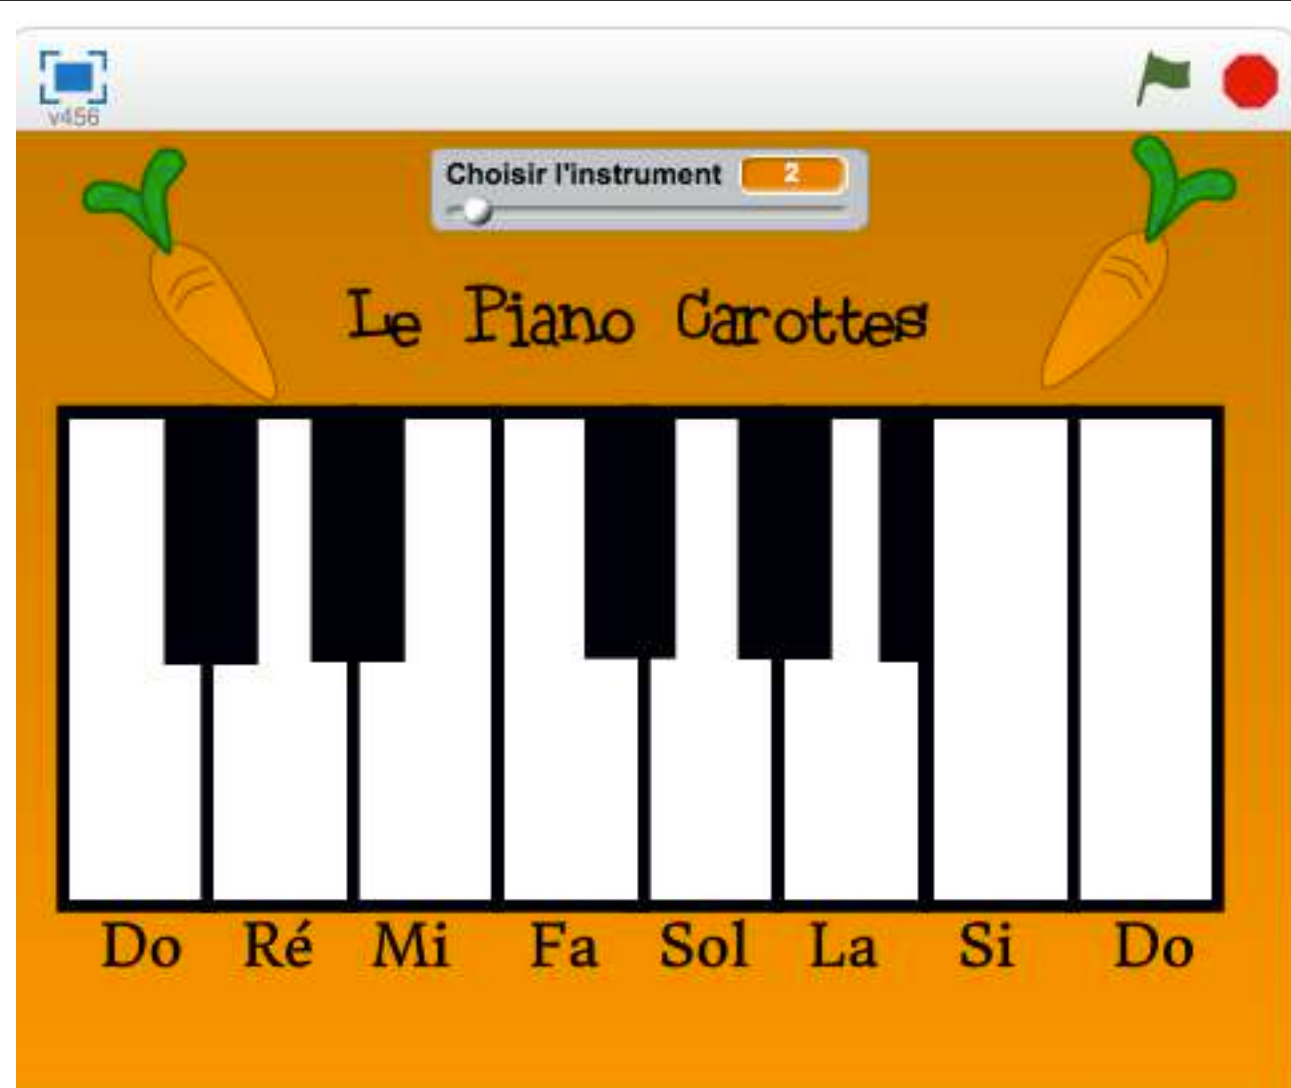 v456
Choisir l'instrument 2
Le Piano Carottes
Do Ré Mi Fa Sol La Si Do